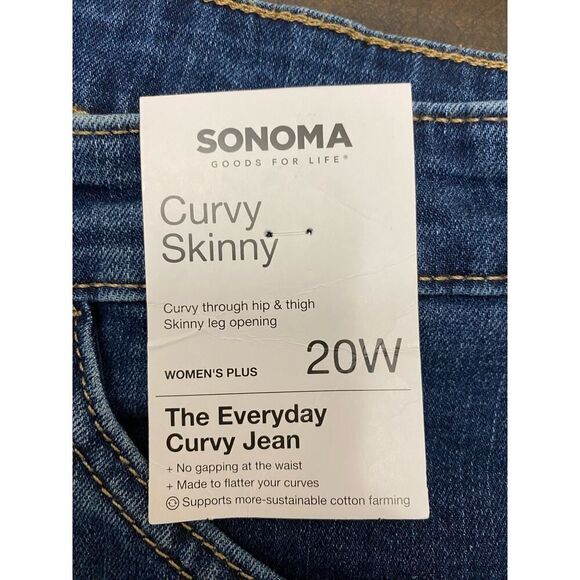 SONOMA
GOODS FOR LIFE®
Curvy
Skinny
Curvy through hip & thigh
Skinny leg opening
WOMEN'S PLUS
20W
The Everyday
Curvy Jean
+ No gapping at the waist
+ Made to flatter your curves
Supports more-sustainable cotton farming